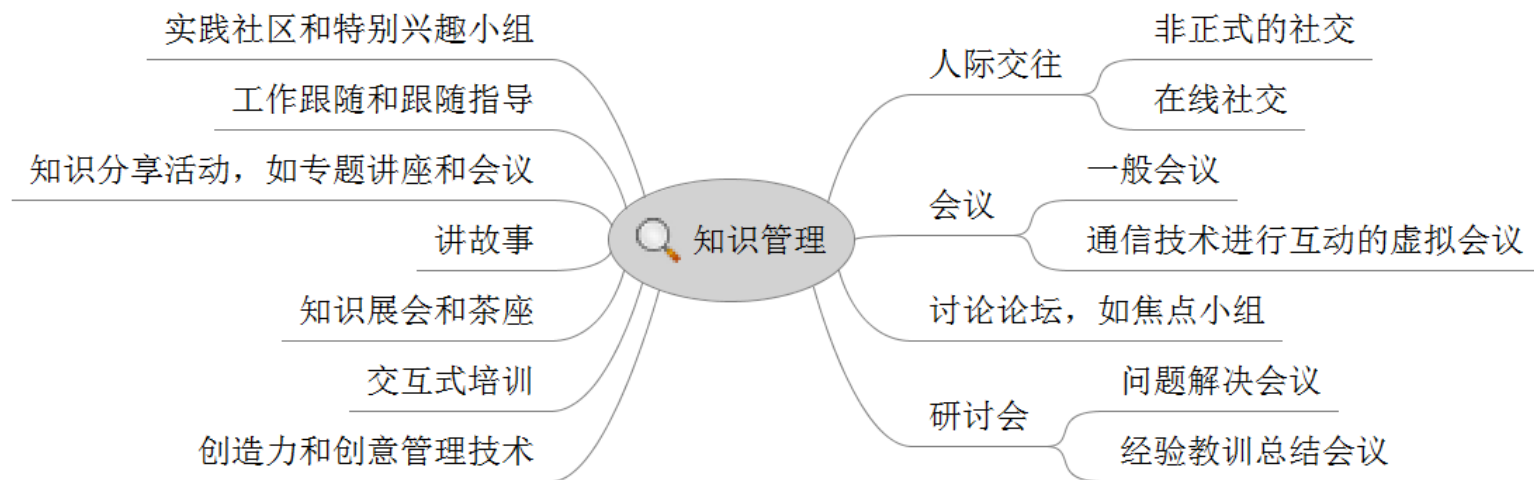 知识管理
人际交往
非正式的社交
在线社交
会议
一般会议
通信技术进行互动的虚拟会议
讨论论坛，如焦点小组
研讨会
问题解决会议
经验教训总结会议
实践社区和特别兴趣小组
工作跟随和跟随指导
知识分享活动，如专题讲座和会议
讲故事
知识展会和茶座
交互式培训
创造力和创意管理技术